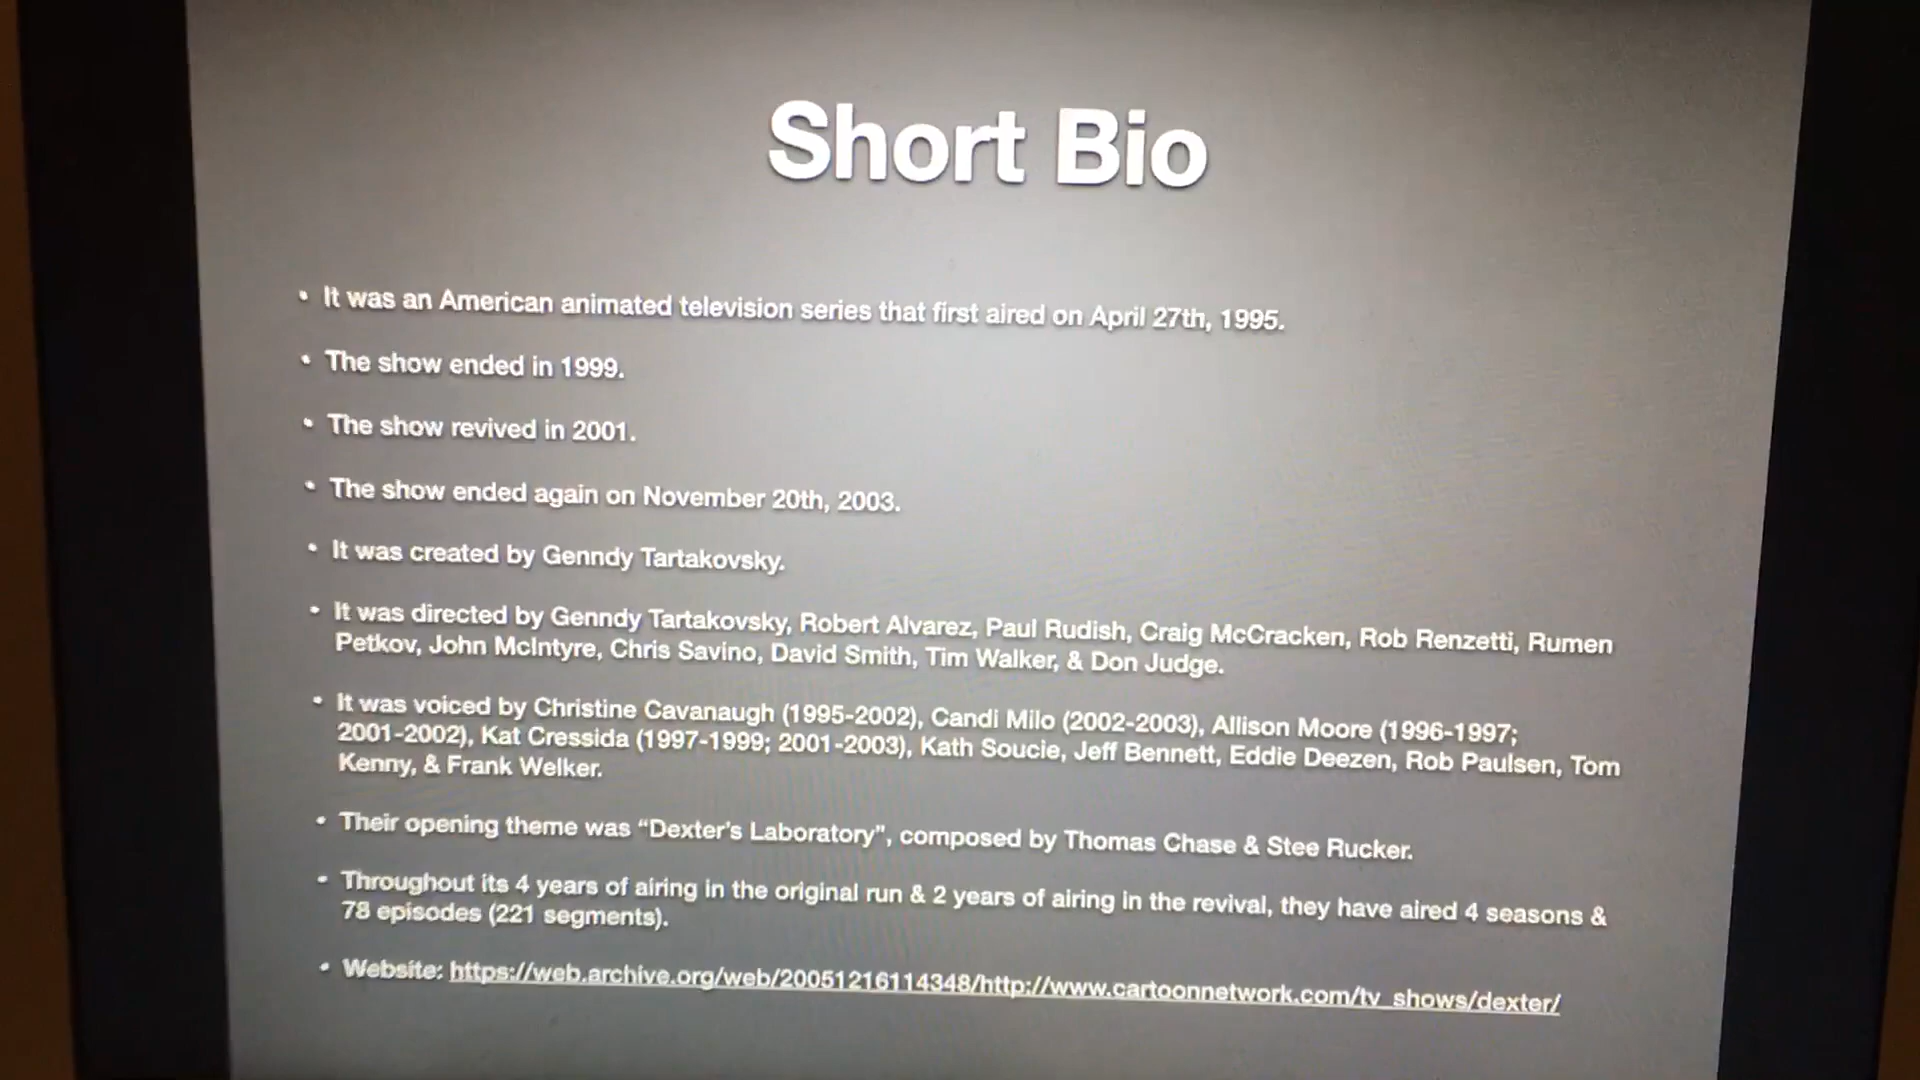 Short Bio
• It was an American animated television series that first aired on April 27th, 1995.
• The show ended in 1999.
• The show revived in 2001.
• The show ended again on November 20th, 2003.
• It was created by Genndy Tartakovsky.
• It was directed by Genndy Tartakovsky, Robert Alvarez, Paul Rudish, Craig McCracken, Rob Renzetti, Rumen
Petkov, John McIntyre, Chris Savino, David Smith, Tim Walker, & Don Judge.
• It was voiced by Christine Cavanaugh (1995-2002), Candi Milo (2002-2003), Allison Moore (1996-1997;
2001-2002), Kat Cressida (1997-1999; 2001-2003), Kath Soucie, Jeff Bennett, Eddie Deezen, Rob Paulsen, Tom
Kenny, & Frank Welker.
• Their opening theme was “Dexter’s Laboratory”, composed by Thomas Chase & Stee Rucker.
• Throughout its 4 years of airing in the original run & 2 years of airing in the revival, they have aired 4 seasons &
78 episodes (221 segments).
• Website: https://web.archive.org/web/20051216114348/http://www.cartoonnetwork.com/tv_shows/dexter/